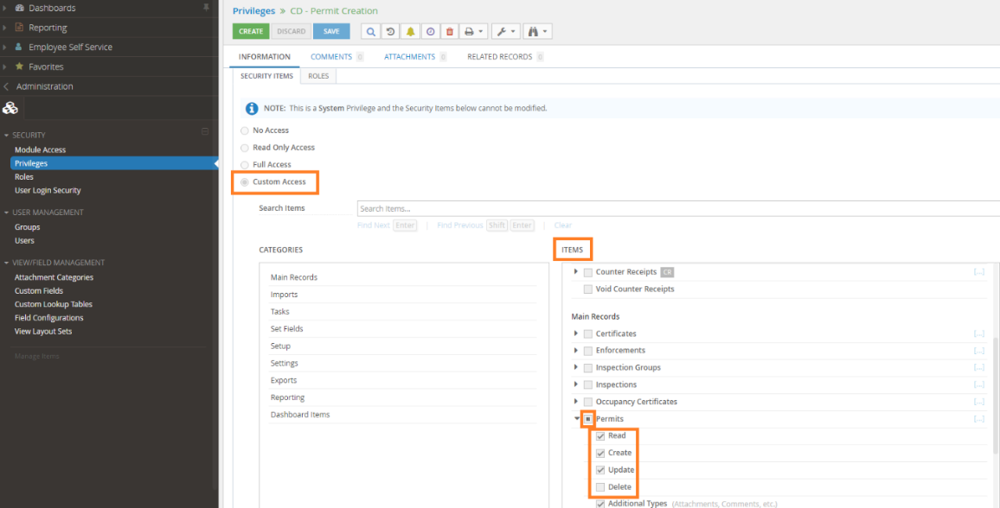 Dashboards
Reporting
Employee Self Service
Favorites
Administration
SECURITY
Module Access
Privileges
Roles
User Login Security
USER MANAGEMENT
Groups
Users
VIEW/FIELD MANAGEMENT
Attachment Categories
Custom Fields
Custom Lookup Tables
Field Configurations
View Layout Sets
Manage Items
Privileges » CD - Permit Creation
CREATE DISCARD SAVE
INFORMATION COMMENTS 0 ATTACHMENTS 0 RELATED RECORDS 0
SECURITY ITEMS ROLES
NOTE: This is a System Privilege and the Security Items below cannot be modified.
No Access
Read Only Access
Full Access
Custom Access
Search Items Search Items...
Find Next Enter | Find Previous Shift Enter | Clear
CATEGORIES
Main Records
Imports
Tasks
Set Fields
Setup
Settings
Exports
Reporting
Dashboard Items
ITEMS
Counter Receipts CR [...]
Void Counter Receipts
Main Records
Certificates [...]
Enforcements [...]
Inspection Groups [...]
Inspections [...]
Occupancy Certificates [...]
Permits [...]
Read
Create
Update
Delete
Additional Types (Attachments, Comments, etc.)